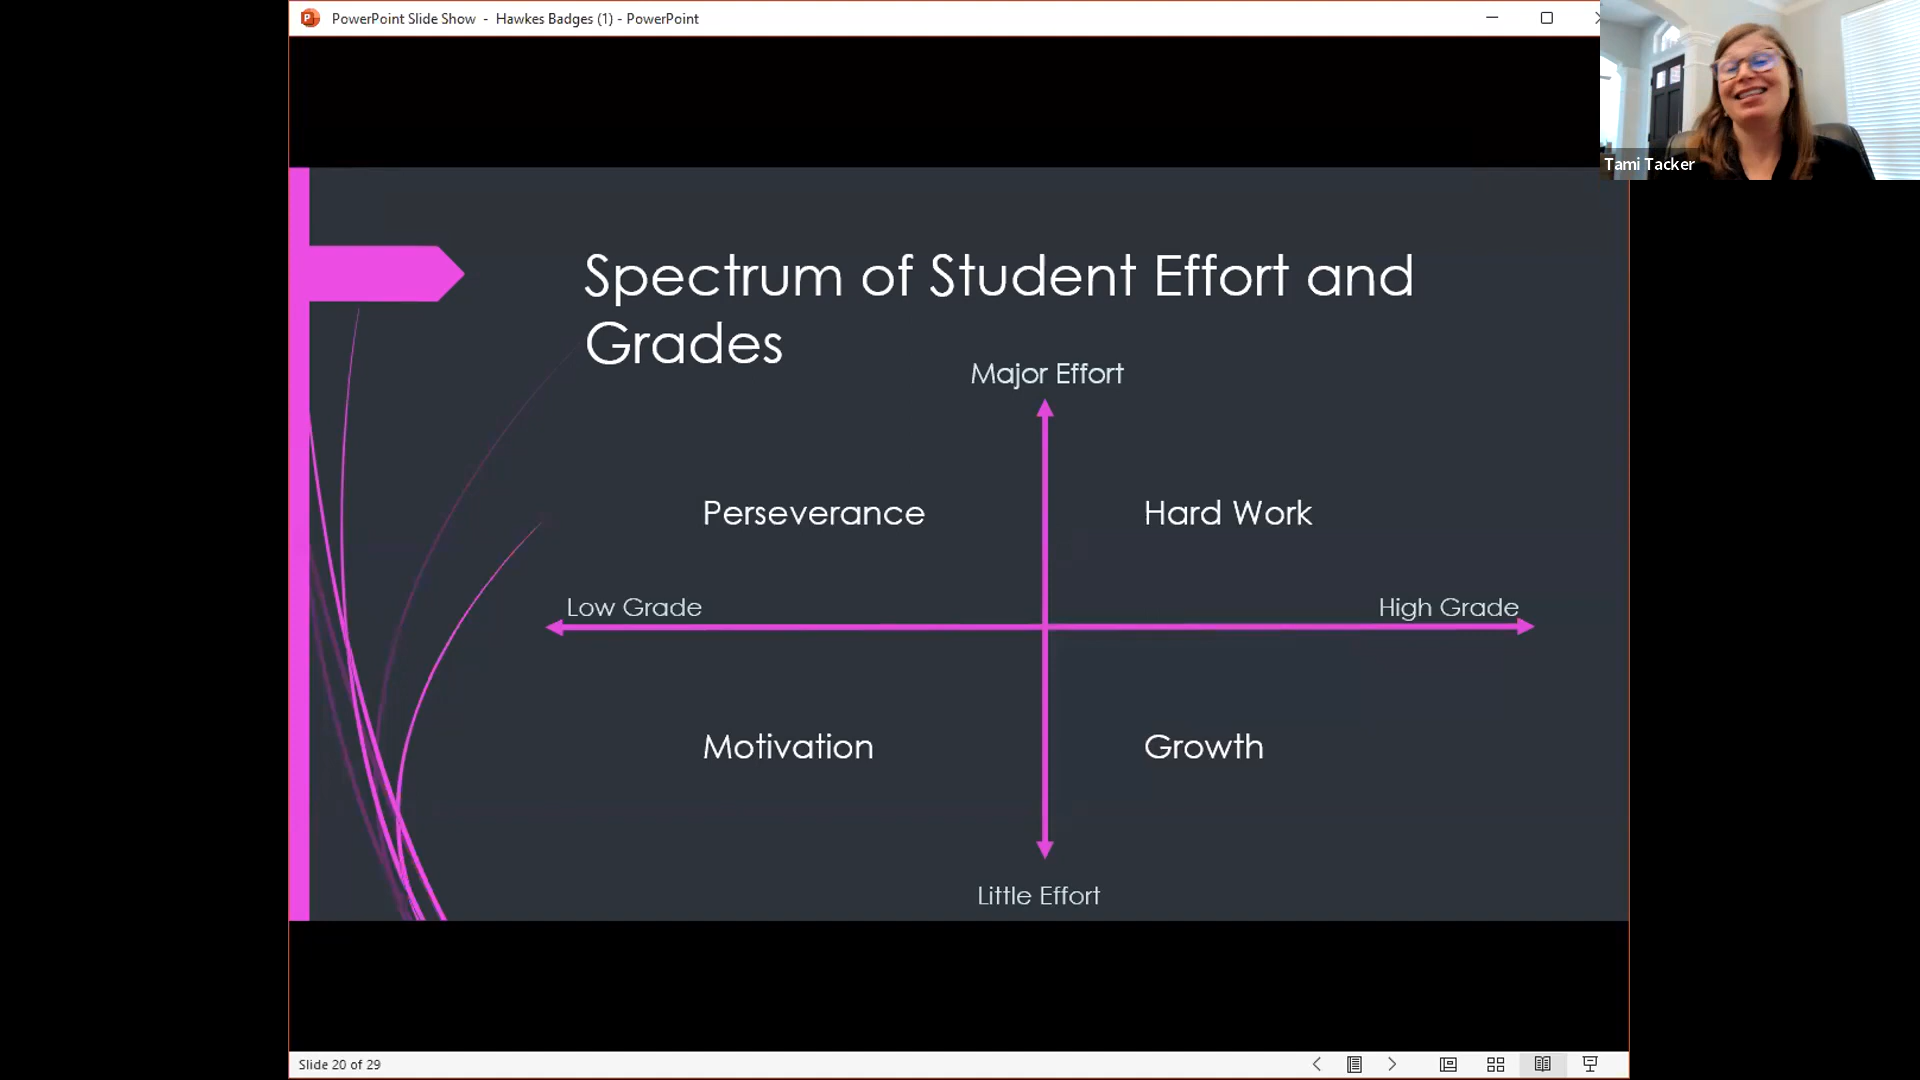 PowerPoint Slide Show - Hawkes Badges (1) - PowerPoint
Tami Tacker
Spectrum of Student Effort and
Grades
Major Effort
Perseverance
Hard Work
Low Grade
High Grade
Motivation
Growth
Little Effort
Slide 20 of 29